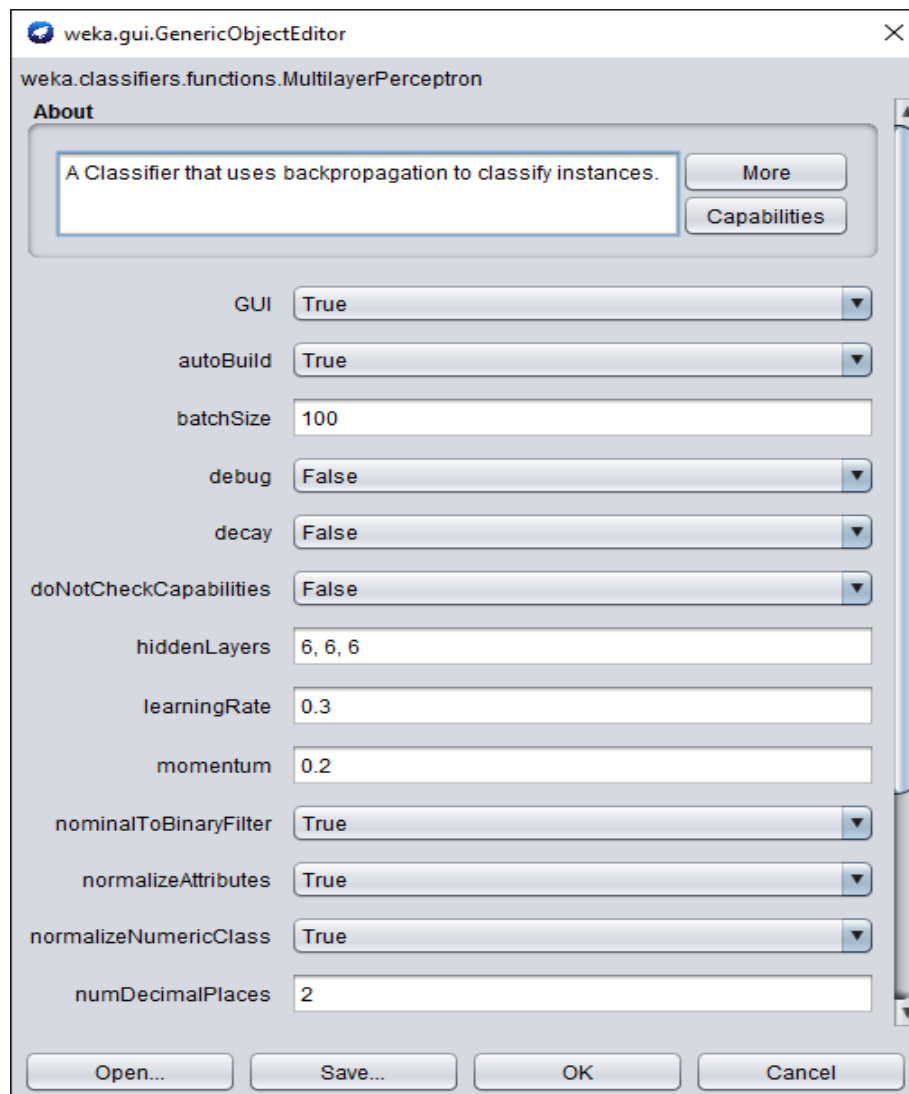 weka.gui.GenericObjectEditor
weka.classifiers.functions.MultilayerPerceptron
About
A Classifier that uses backpropagation to classify instances.
More
Capabilities
GUI True
autoBuild True
batchSize 100
debug False
decay False
doNotCheckCapabilities False
hiddenLayers 6, 6, 6
learningRate 0.3
momentum 0.2
nominalToBinaryFilter True
normalizeAttributes True
normalizeNumericClass True
numDecimalPlaces 2
Open... Save... OK Cancel